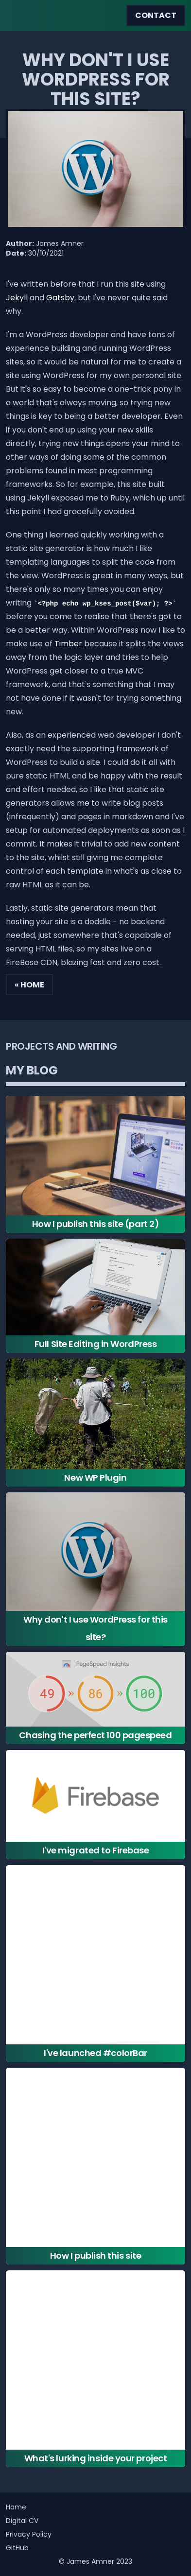 CONTACT
WHY DON'T I USE
WORDPRESS FOR
THIS SITE?
Author: James Amner
Date: 30/10/2021
I've written before that I run this site using
Jekyll and Gatsby, but I've never quite said
why.
I'm a WordPress developer and have tons of
experience building and running WordPress
sites, so it would be natural for me to create a
site using WordPress for my own personal site.
But it's so easy to become a one-trick pony in
a world that's always moving, so trying new
things is key to being a better developer. Even
if you don't end up using your new skills
directly, trying new things opens your mind to
other ways of doing some of the common
problems found in most programming
frameworks. So for example, this site built
using Jekyll exposed me to Ruby, which up until
this point I had gracefully avoided.
One thing I learned quickly working with a
static site generator is how much I like
templating languages to split the code from
the view. WordPress is great in many ways, but
there's only so many times you can enjoy
writing `<?php echo wp_kses_post($var); ?>`
before you come to realise that there's got to
be a better way. Within WordPress now I like to
make use of Timber because it splits the views
away from the logic layer and tries to help
WordPress get closer to a true MVC
framework, and that's something that I may
not have done if it wasn't for trying something
new.
Also, as an experienced web developer I don't
exactly need the supporting framework of
WordPress to build a site. I could do it all with
pure static HTML and be happy with the result
and effort needed, so I like that static site
generators allows me to write blog posts
(infrequently) and pages in markdown and I've
setup for automated deployments as soon as I
commit. It makes it trivial to add new content
to the site, whilst still giving me complete
control of each template in what's as close to
raw HTML as it can be.
Lastly, static site generators mean that
hosting your site is a doddle - no backend
needed, just somewhere that's capable of
serving HTML files, so my sites live on a
FireBase CDN, blazing fast and zero cost.
« HOME
PROJECTS AND WRITING
MY BLOG
How I publish this site (part 2)
Full Site Editing in WordPress
New WP Plugin
Why don't I use WordPress for this
site?
PageSpeed Insights
49 » 86 » 100
Chasing the perfect 100 pagespeed
Firebase
I've migrated to Firebase
I've launched #colorBar
How I publish this site
What's lurking inside your project
Home
Digital CV
Privacy Policy
GitHub
© James Amner 2023